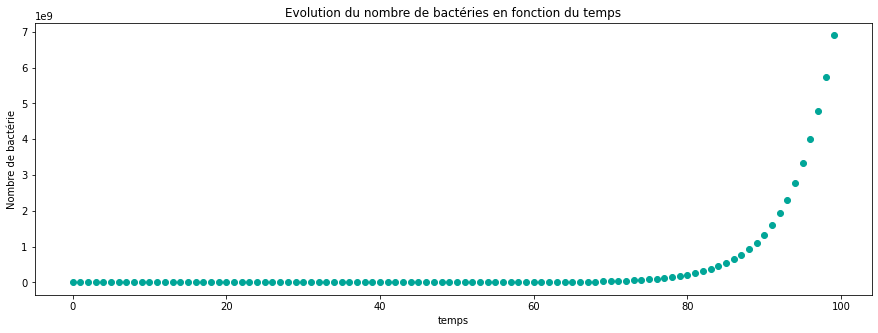 Evolution du nombre de bactéries en fonction du temps
1e9
7
6
5
4
3
2
1
0
Nombre de bactérie
0 20 40 60 80 100
temps